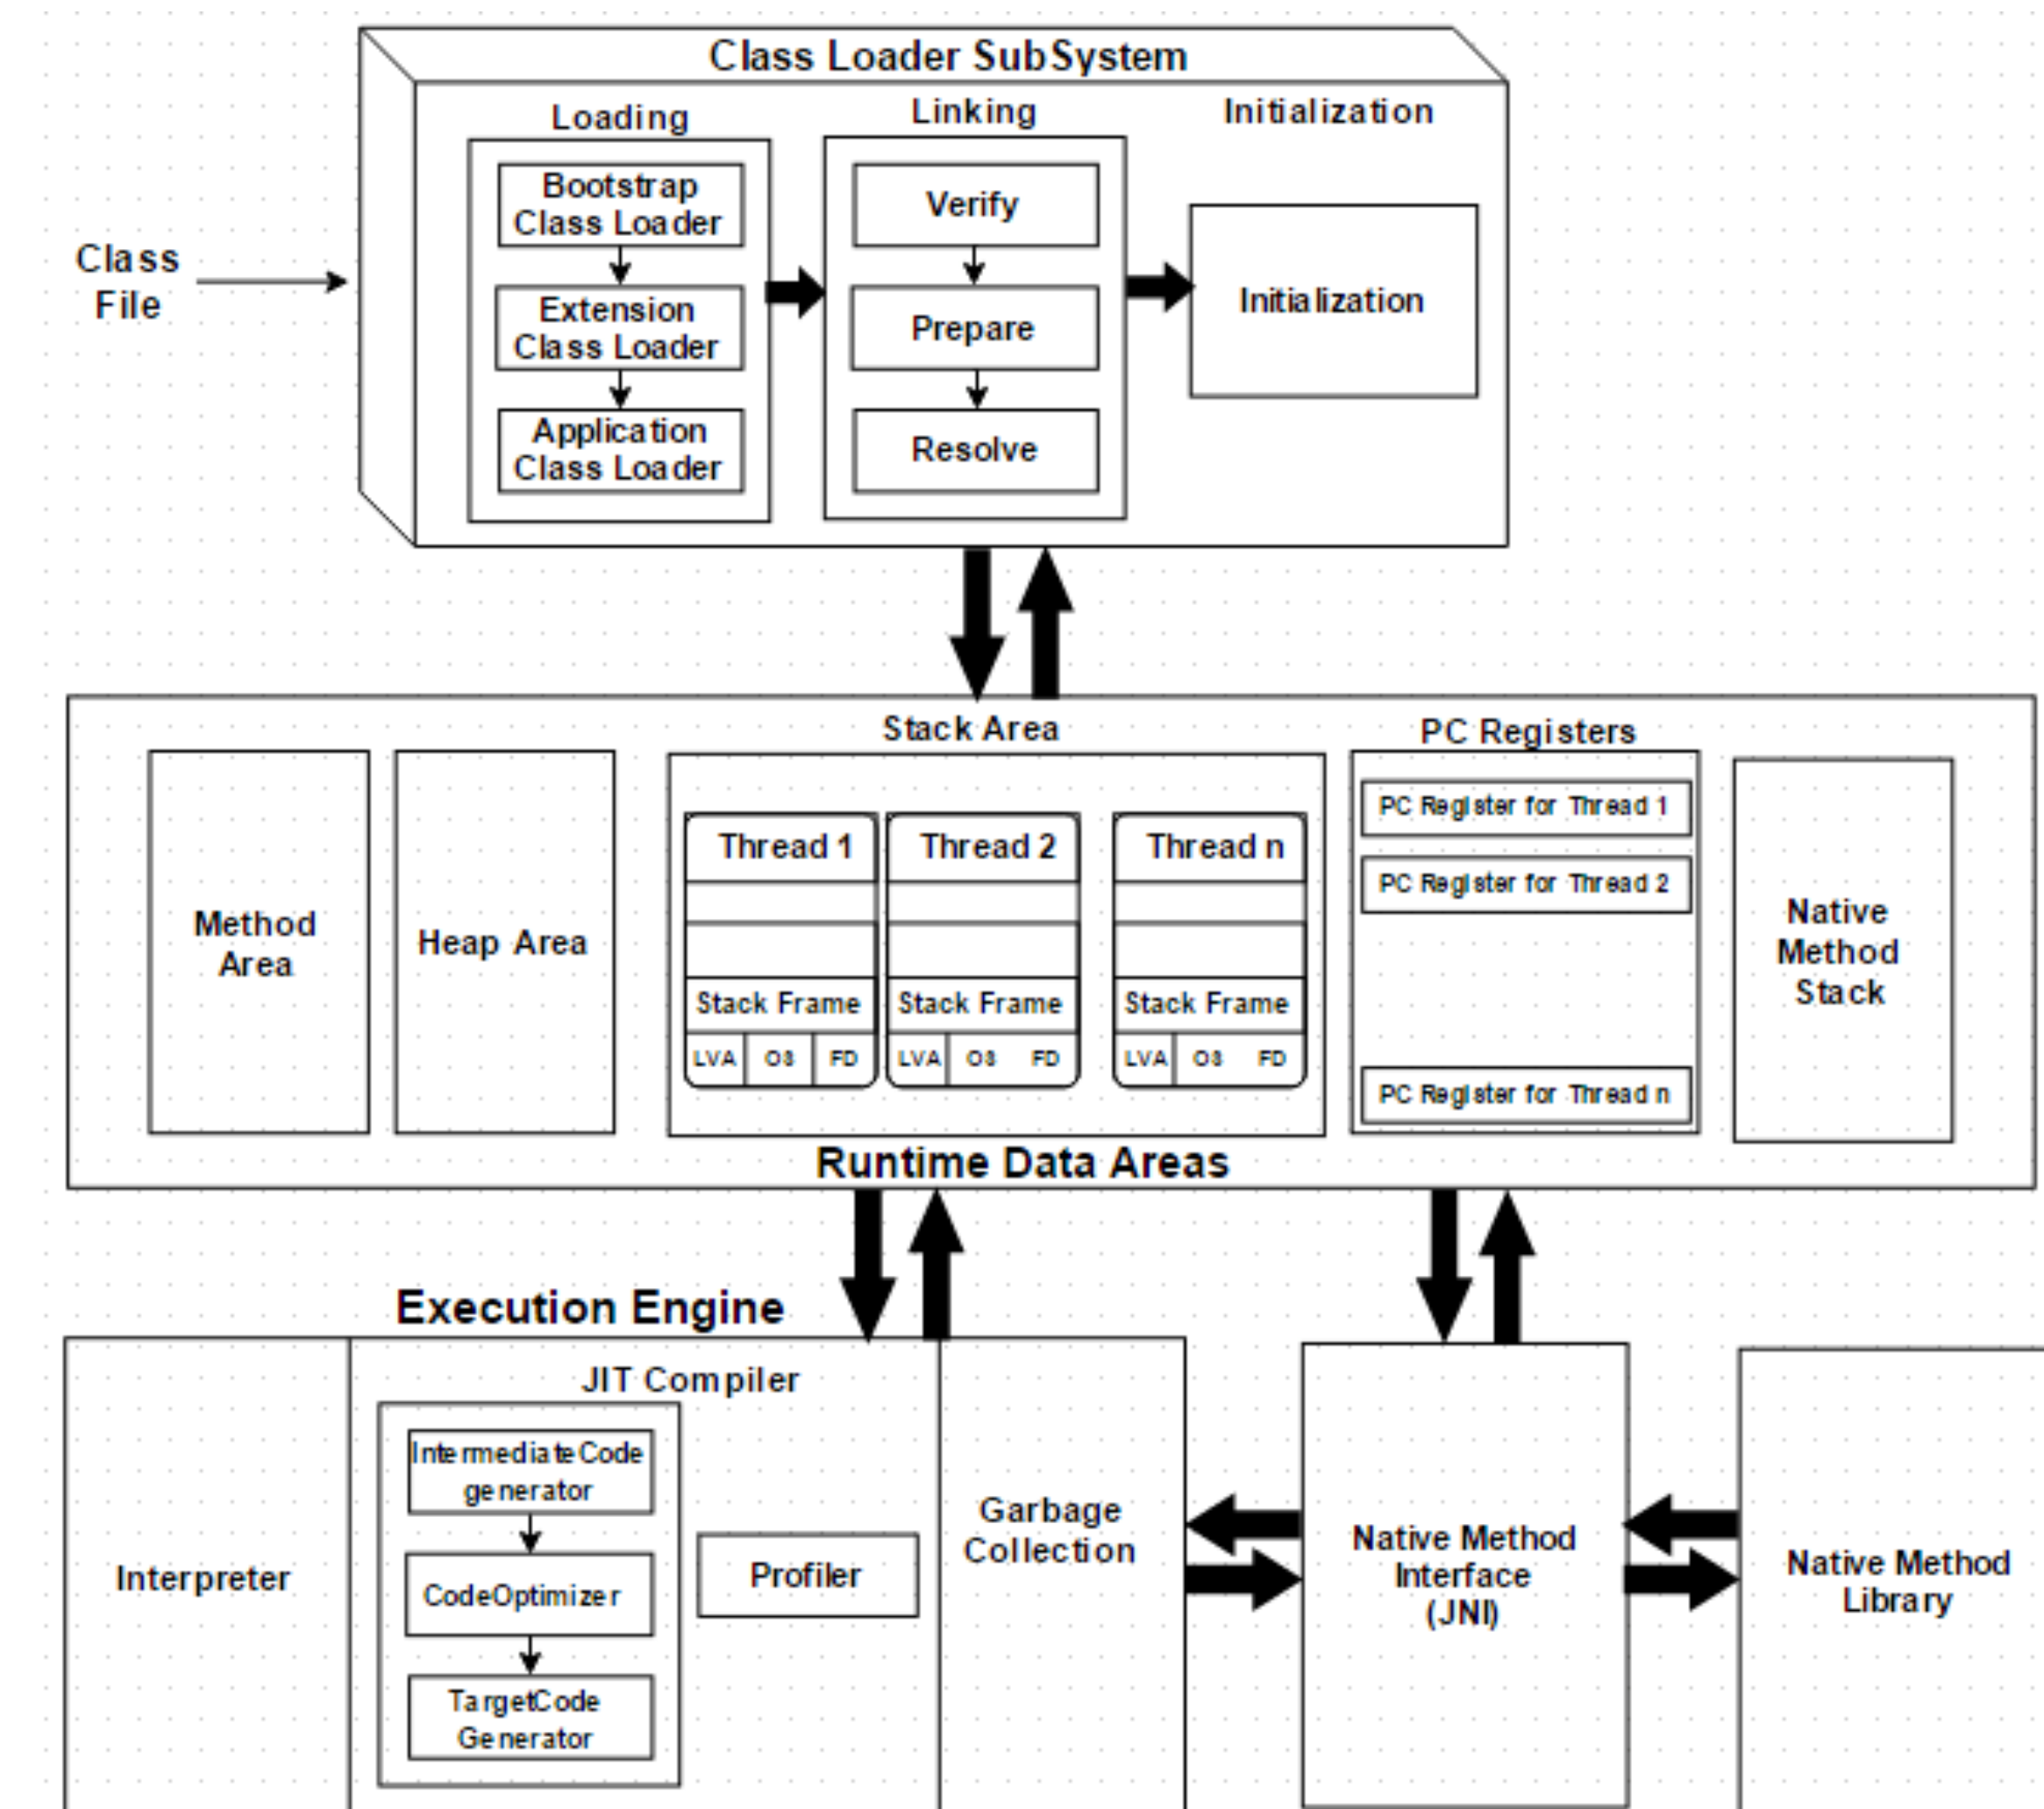 Class Loader SubSystem
Loading
Linking
Initialization
Class
File
Bootstrap
Class Loader
Extension
Class Loader
Application
Class Loader
Verify
Prepare
Resolve
Initialization
Stack Area
PC Registers
Method
Area
Heap Area
Thread 1
Thread 2
Thread n
Stack Frame
Stack Frame
Stack Frame
LVA OS FD
LVA OS FD
LVA OS FD
PC Register for Thread 1
PC Register for Thread 2
PC Register for Thread n
Native
Method
Stack
Runtime Data Areas
Execution Engine
Interpreter
JIT Compiler
IntermediateCode
generator
CodeOptimizer
TargetCode
Generator
Profiler
Garbage
Collection
Native Method
Interface
(JNI)
Native Method
Library